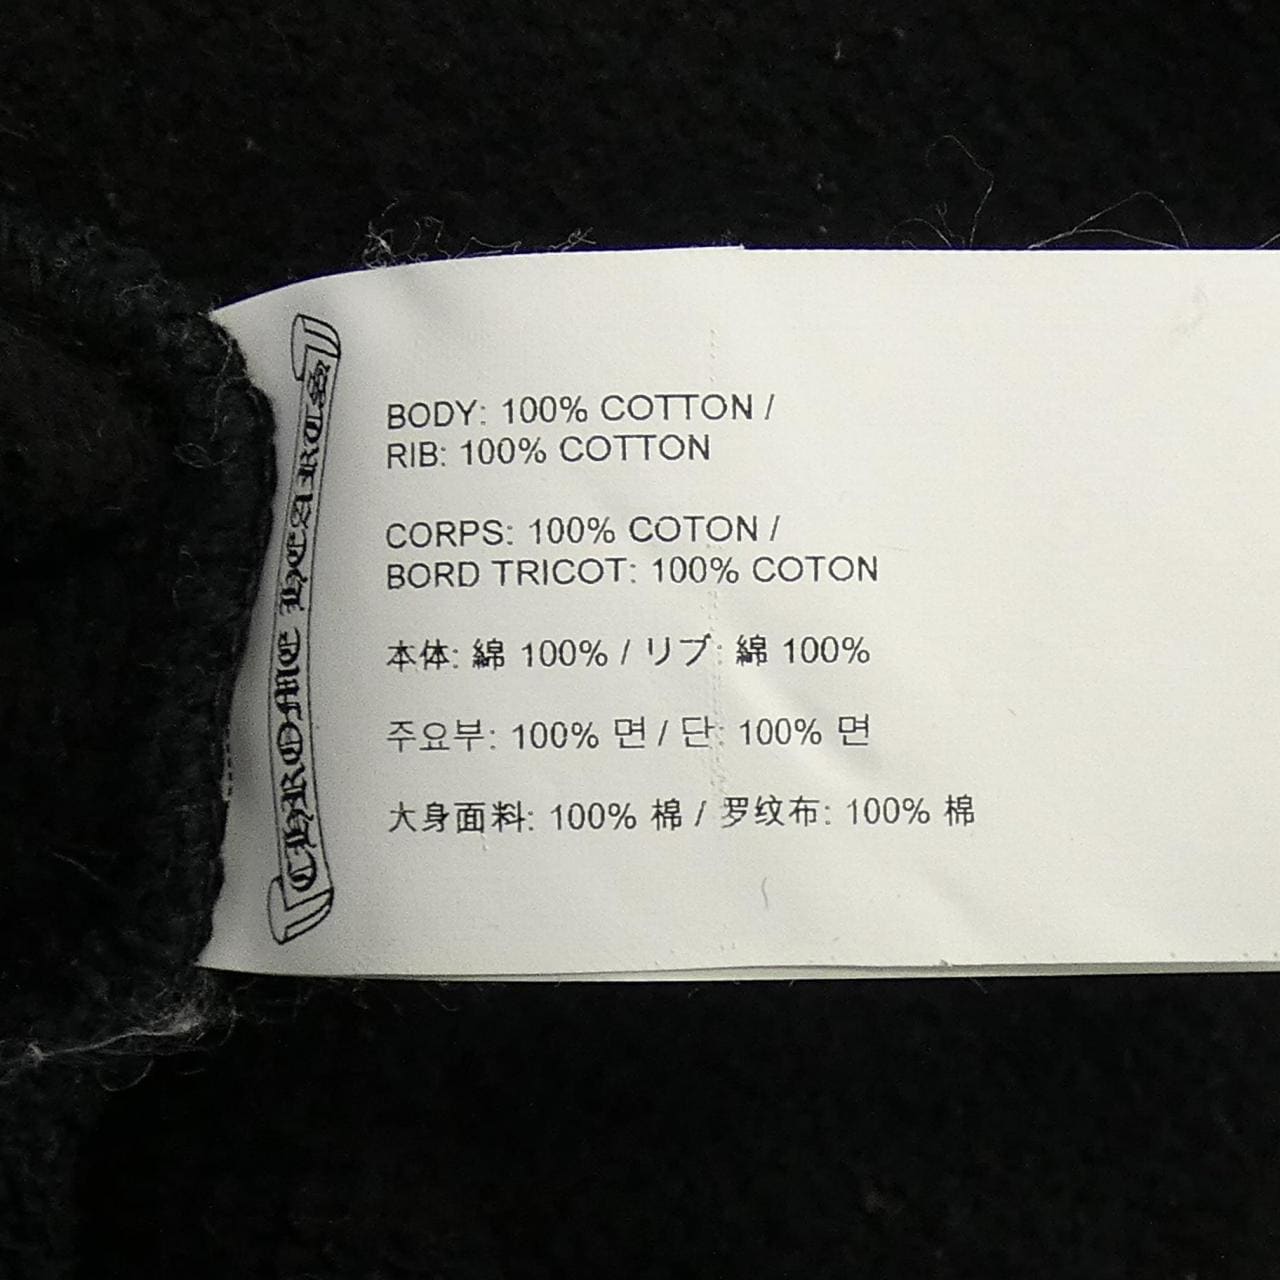 CHROME HEARTS
BODY: 100% COTTON /
RIB: 100% COTTON
CORPS: 100% COTON /
BORD TRICOT: 100% COTON
本体: 綿 100% / リブ: 綿 100%
주요부: 100% 면 / 단: 100% 면
大身面料: 100% 棉 / 罗纹布: 100% 棉